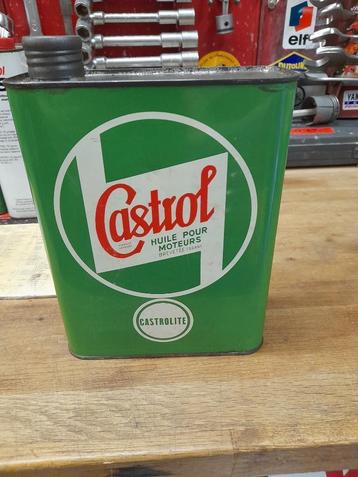 elf
Castrol
HUILE POUR
MOTEURS
CASTROLITE